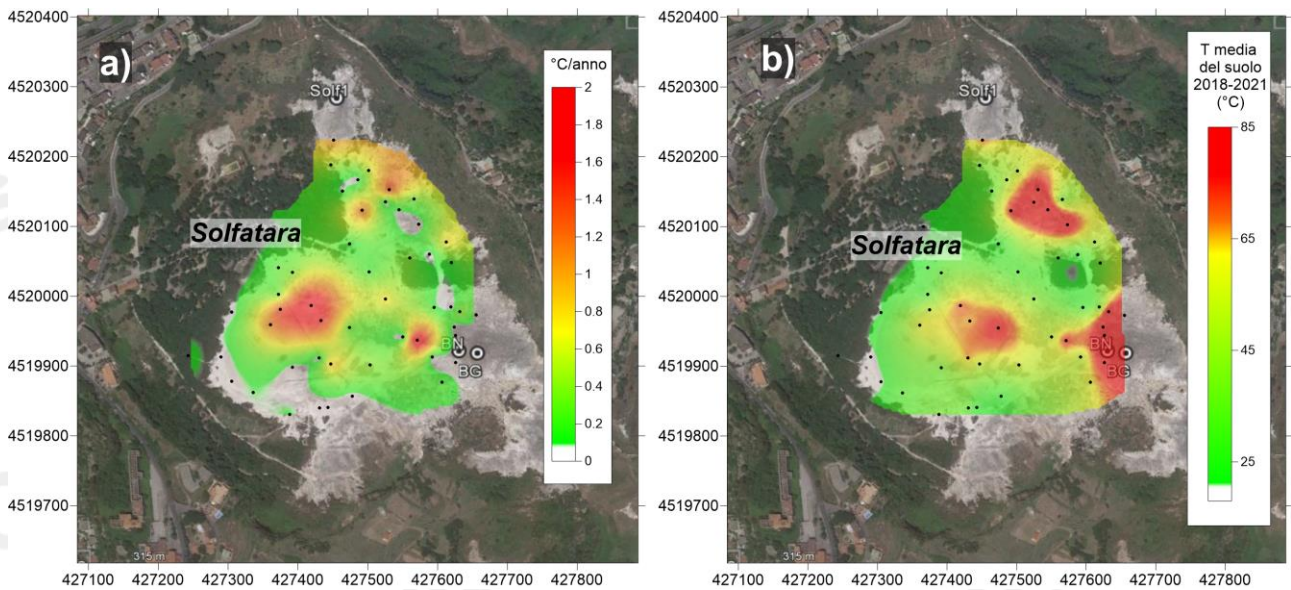 a)
°C/anno
2
1.8
1.6
1.4
1.2
1
0.8
0.6
0.4
0.2
0
Solf1
Solfatara
BN
BG
315 m
4520400
4520300
4520200
4520100
4520000
4519900
4519800
4519700
427100 427200 427300 427400 427500 427600 427700 427800
b)
T media
del suolo
2018-2021
(°C)
85
65
45
25
Solf1
Solfatara
BN
BG
315 m
4520400
4520300
4520200
4520100
4520000
4519900
4519800
4519700
427100 427200 427300 427400 427500 427600 427700 427800